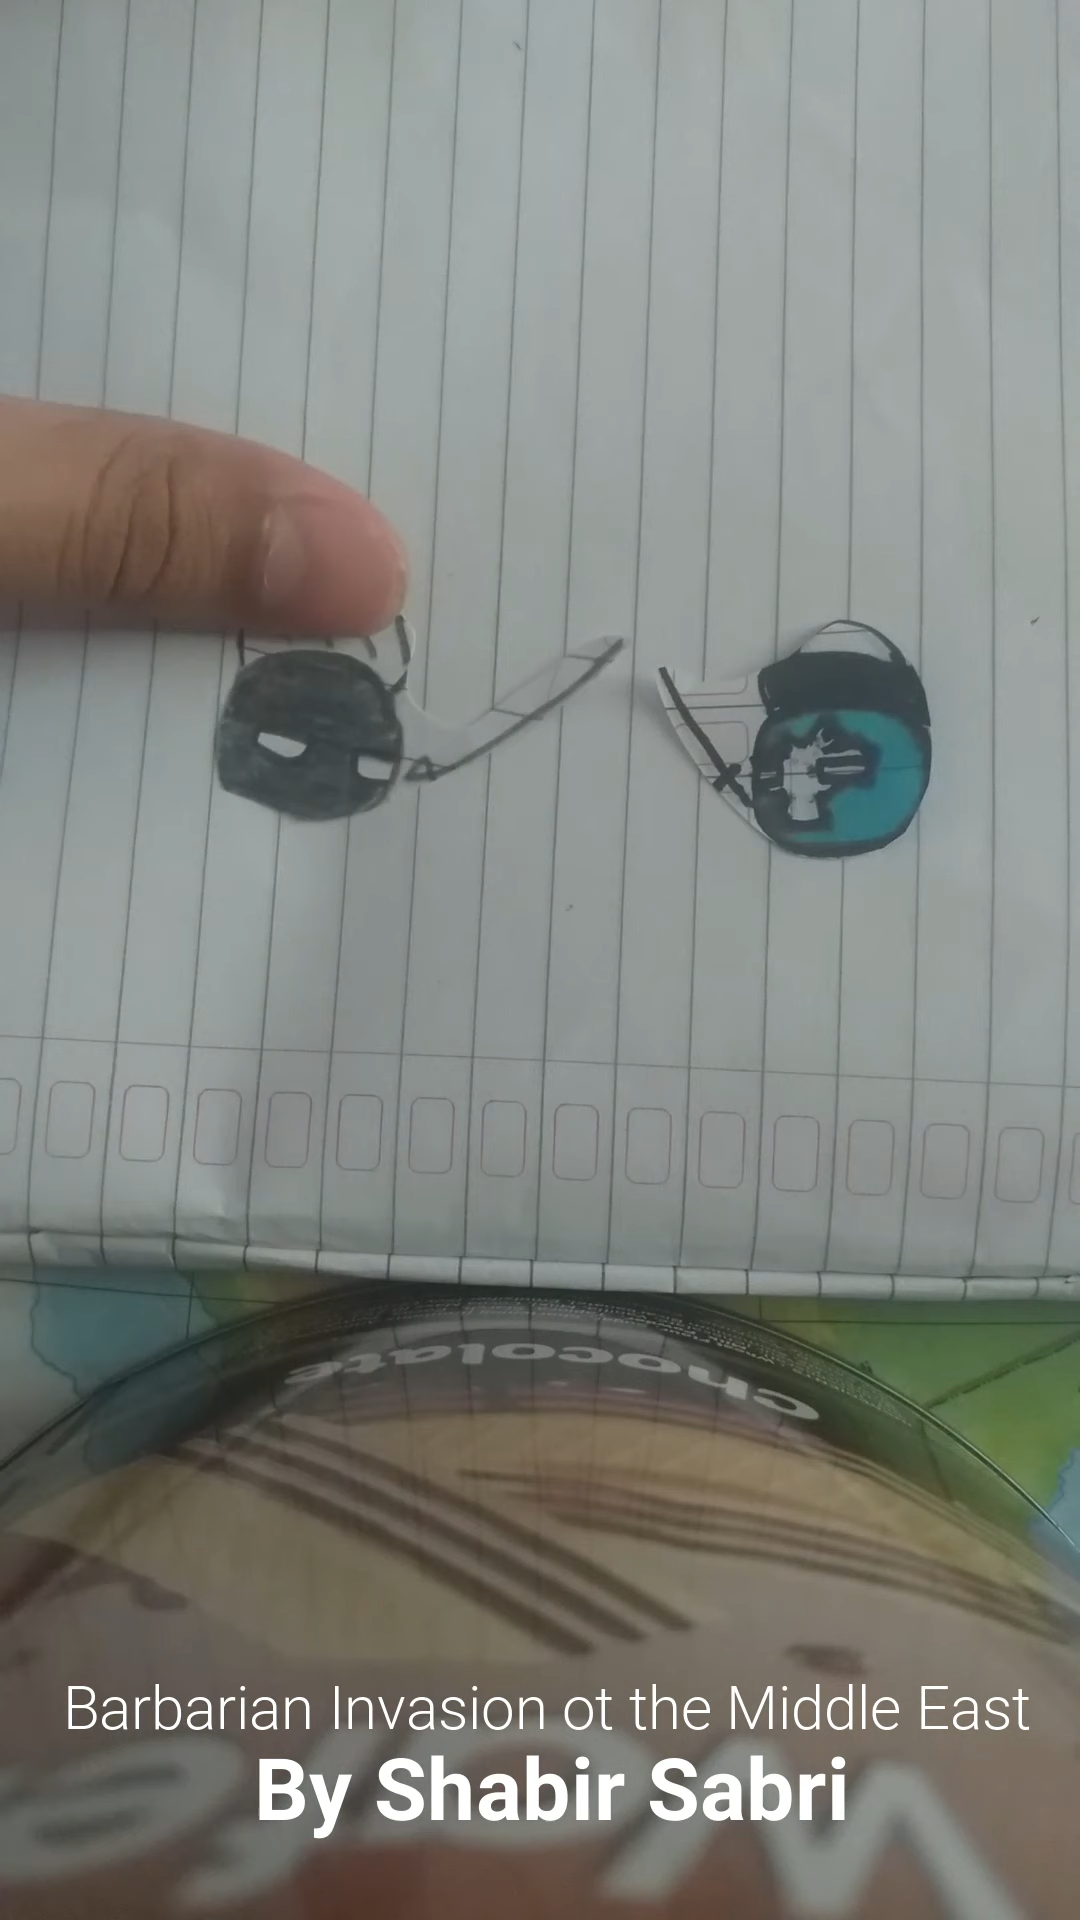 chocolate
Barbarian Invasion ot the Middle East
By Shabir Sabri